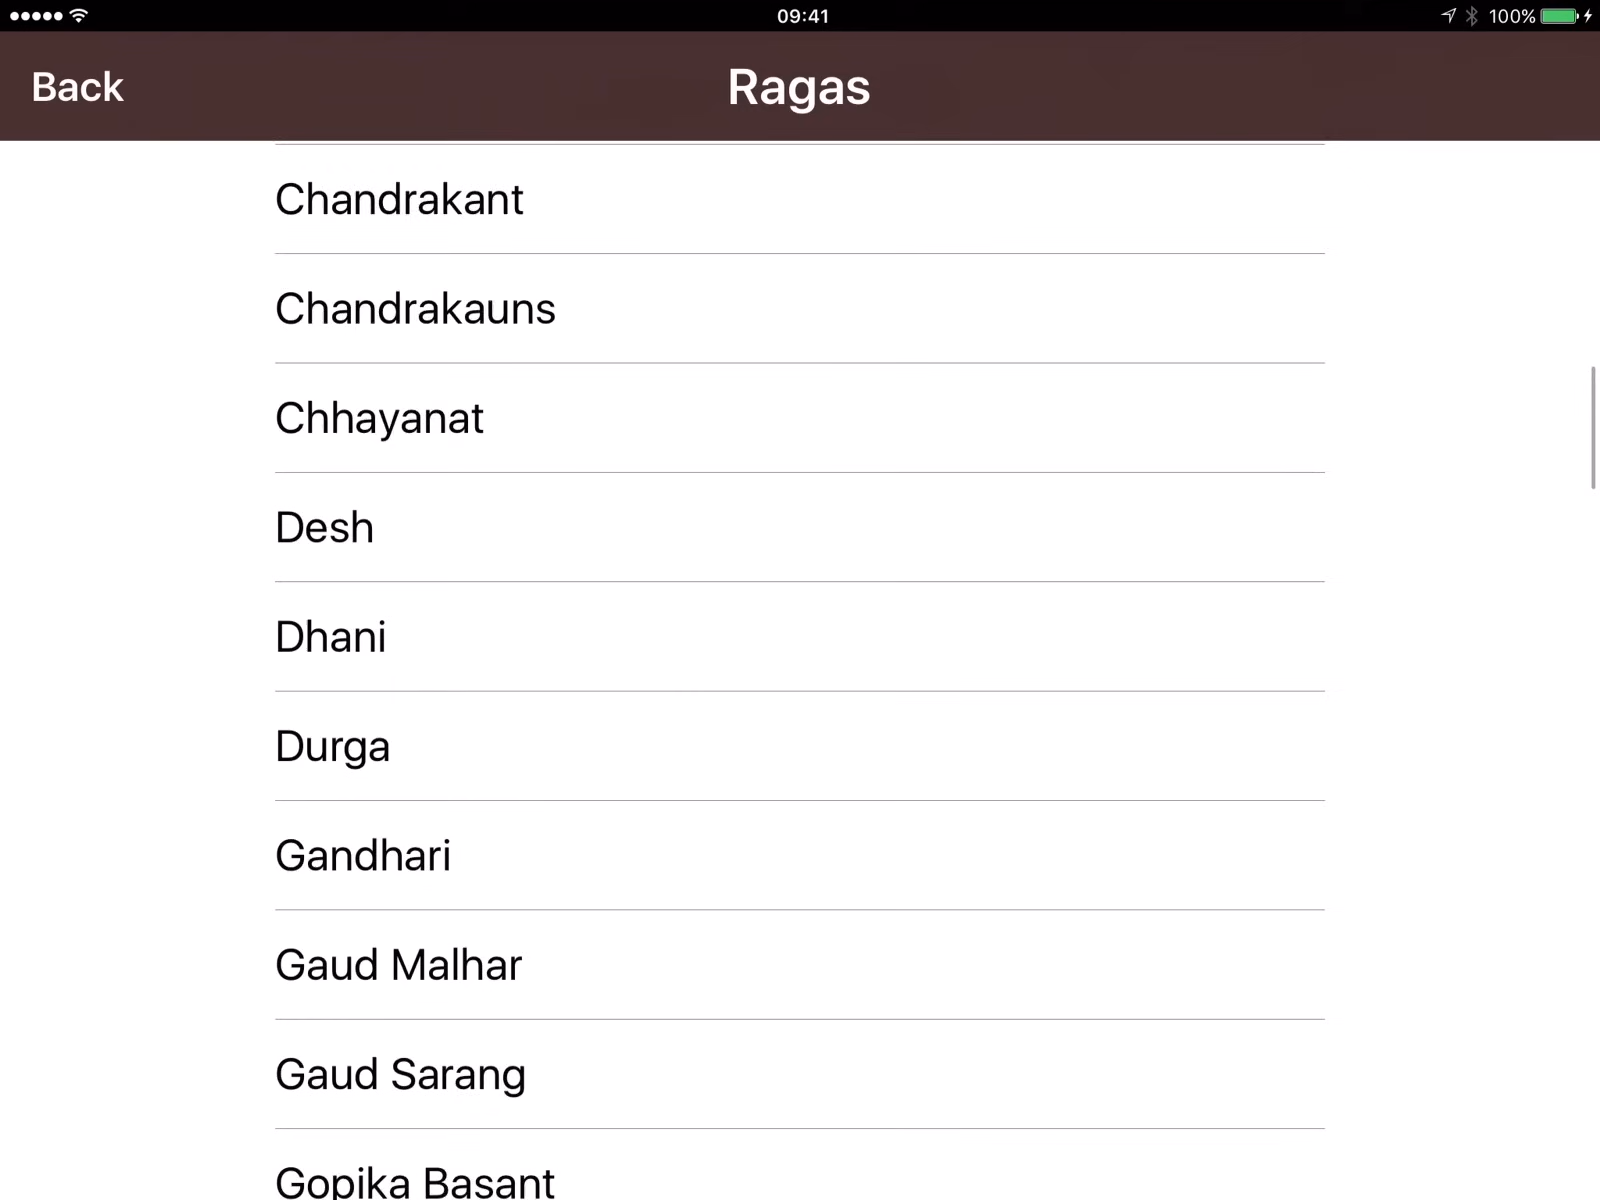 09:41
100%
Back
Ragas
Chandrakant
Chandrakauns
Chhayanat
Desh
Dhani
Durga
Gandhari
Gaud Malhar
Gaud Sarang
Gopika Basant